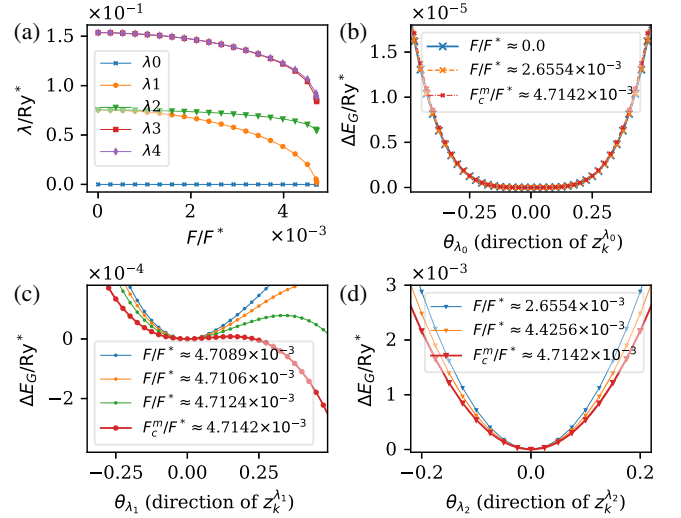 (a)
×10⁻¹
1.5
1.0
0.5
0.0
λ/Ry*
λ0
λ1
λ2
λ3
λ4
0
2
4
×10⁻³
F/F*
(b)
×10⁻⁵
1.5
1.0
0.5
0.0
ΔE_G/Ry*
F/F* ≈ 0.0
F/F* ≈ 2.6554×10⁻³
F_c^m/F* ≈ 4.7142×10⁻³
−0.25
0.00
0.25
θ_λ₀ (direction of z_k^λ₀)
(c)
×10⁻⁴
0
−2
ΔE_G/Ry*
F/F* ≈ 4.7089×10⁻³
F/F* ≈ 4.7106×10⁻³
F/F* ≈ 4.7124×10⁻³
F_c^m/F* ≈ 4.7142×10⁻³
−0.25
0.00
0.25
θ_λ₁ (direction of z_k^λ₁)
(d)
×10⁻³
3
2
1
0
ΔE_G/Ry*
F/F* ≈ 2.6554×10⁻³
F/F* ≈ 4.4256×10⁻³
F_c^m/F* ≈ 4.7142×10⁻³
−0.2
0.0
0.2
θ_λ₂ (direction of z_k^λ₂)